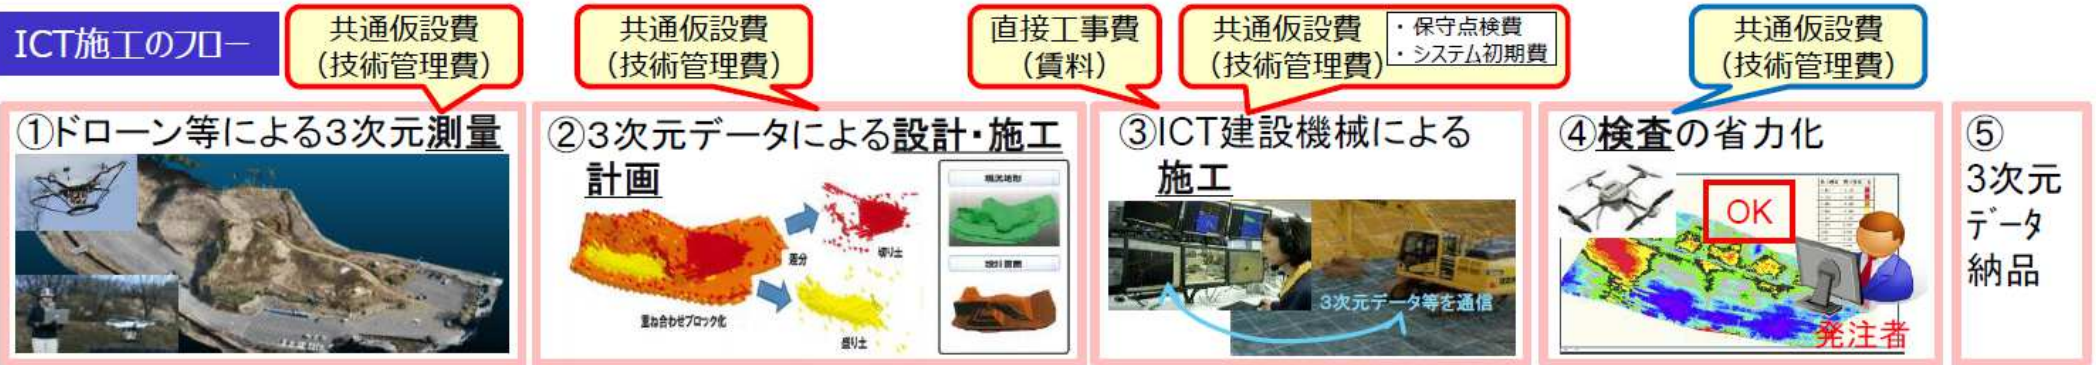 ICT施工のフロー
共通仮設費
(技術管理費)
共通仮設費
(技術管理費)
直接工事費
(賃料)
共通仮設費
(技術管理費)
・保守点検費
・システム初期費
共通仮設費
(技術管理費)
①ドローン等による3次元測量
②3次元データによる設計・施工
計画
現況地形
差分
切り土
設計面
重ね合わせブロック化
盛り土
③ICT建設機械による
施工
3次元データ等を通信
④検査の省力化
OK
発注者
⑤
3次元
データ
納品